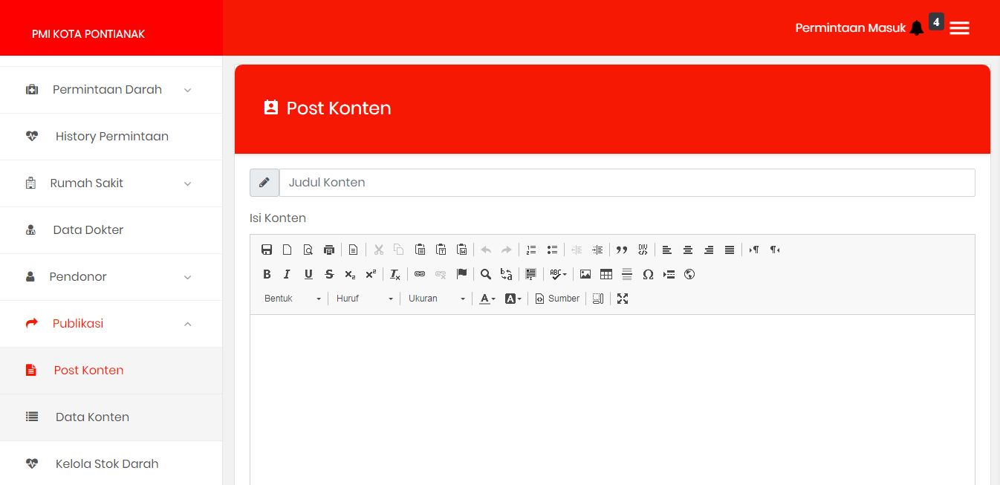 PMI KOTA PONTIANAK
Permintaan Masuk 4
Permintaan Darah
History Permintaan
Rumah Sakit
Data Dokter
Pendonor
Publikasi
Post Konten
Data Konten
Kelola Stok Darah
Post Konten
Judul Konten
Isi Konten
Bentuk Huruf Ukuran Sumber